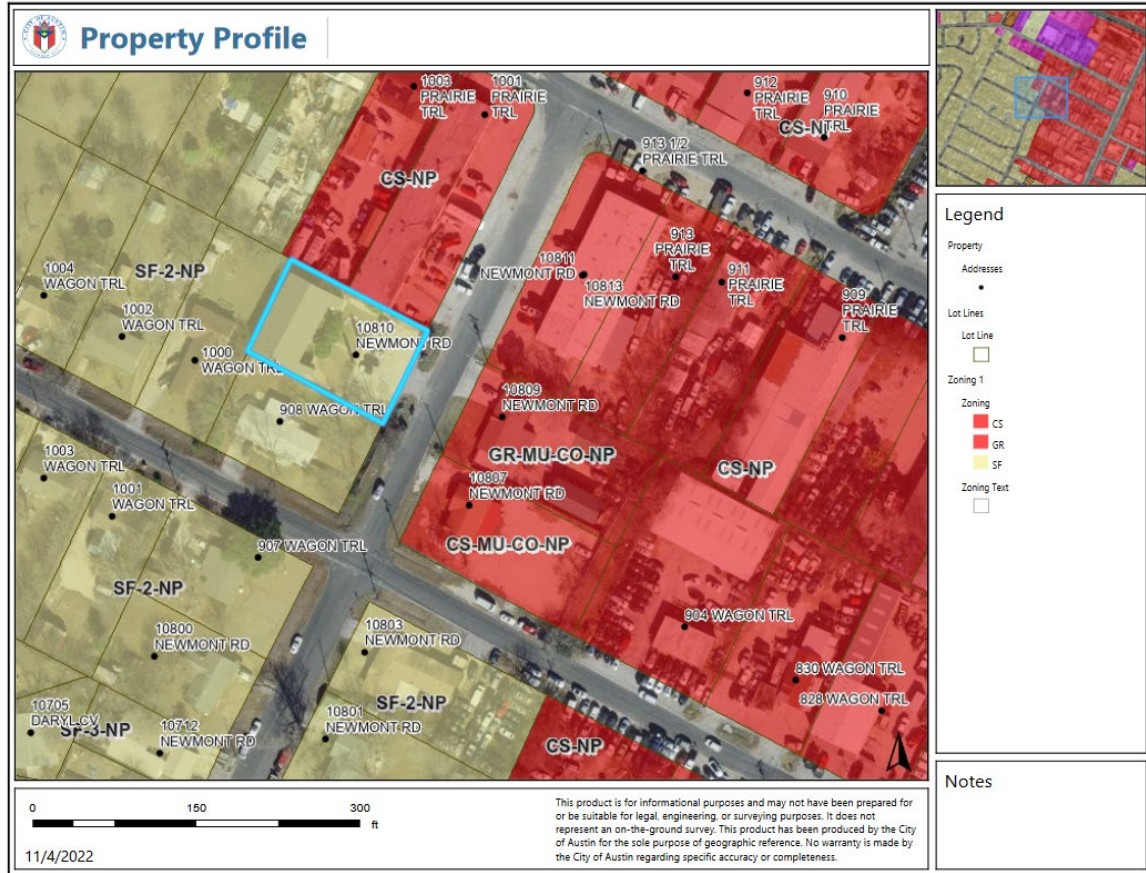 Property Profile
1003
PRAIRIE
TRL
1001
PRAIRIE
TRL
912
PRAIRIE
TRL
910
PRAIRIE
TRL
CS-NP
913 1/2
PRAIRIE TRL
CS-NP
1004
WAGON TRL
SF-2-NP
1002
WAGON TRL
1000
WAGON TRL
10810
NEWMONT RD
908 WAGON TRL
10811
NEWMONT RD
10813
NEWMONT RD
913
PRAIRIE
TRL
911
PRAIRIE
TRL
909
PRAIRIE
TRL
10809
NEWMONT RD
GR-MU-CO-NP
CS-NP
10807
NEWMONT RD
CS-MU-CO-NP
1003
WAGON TRL
1001
WAGON TRL
907 WAGON TRL
SF-2-NP
10800
NEWMONT RD
10803
NEWMONT RD
904 WAGON TRL
830 WAGON TRL
828 WAGON TRL
SF-2-NP
10705
DARYL CV
SF-3-NP
10712
NEWMONT RD
10801
NEWMONT RD
CS-NP
Legend
Property
Addresses
Lot Lines
Lot Line
Zoning 1
Zoning
CS
GR
SF
Zoning Text
Notes
0 150 300
ft
11/4/2022
This product is for informational purposes and may not have been prepared for
or be suitable for legal, engineering, or surveying purposes. It does not
represent an on-the-ground survey. This product has been produced by the City
of Austin for the sole purpose of geographic reference. No warranty is made by
the City of Austin regarding specific accuracy or completeness.